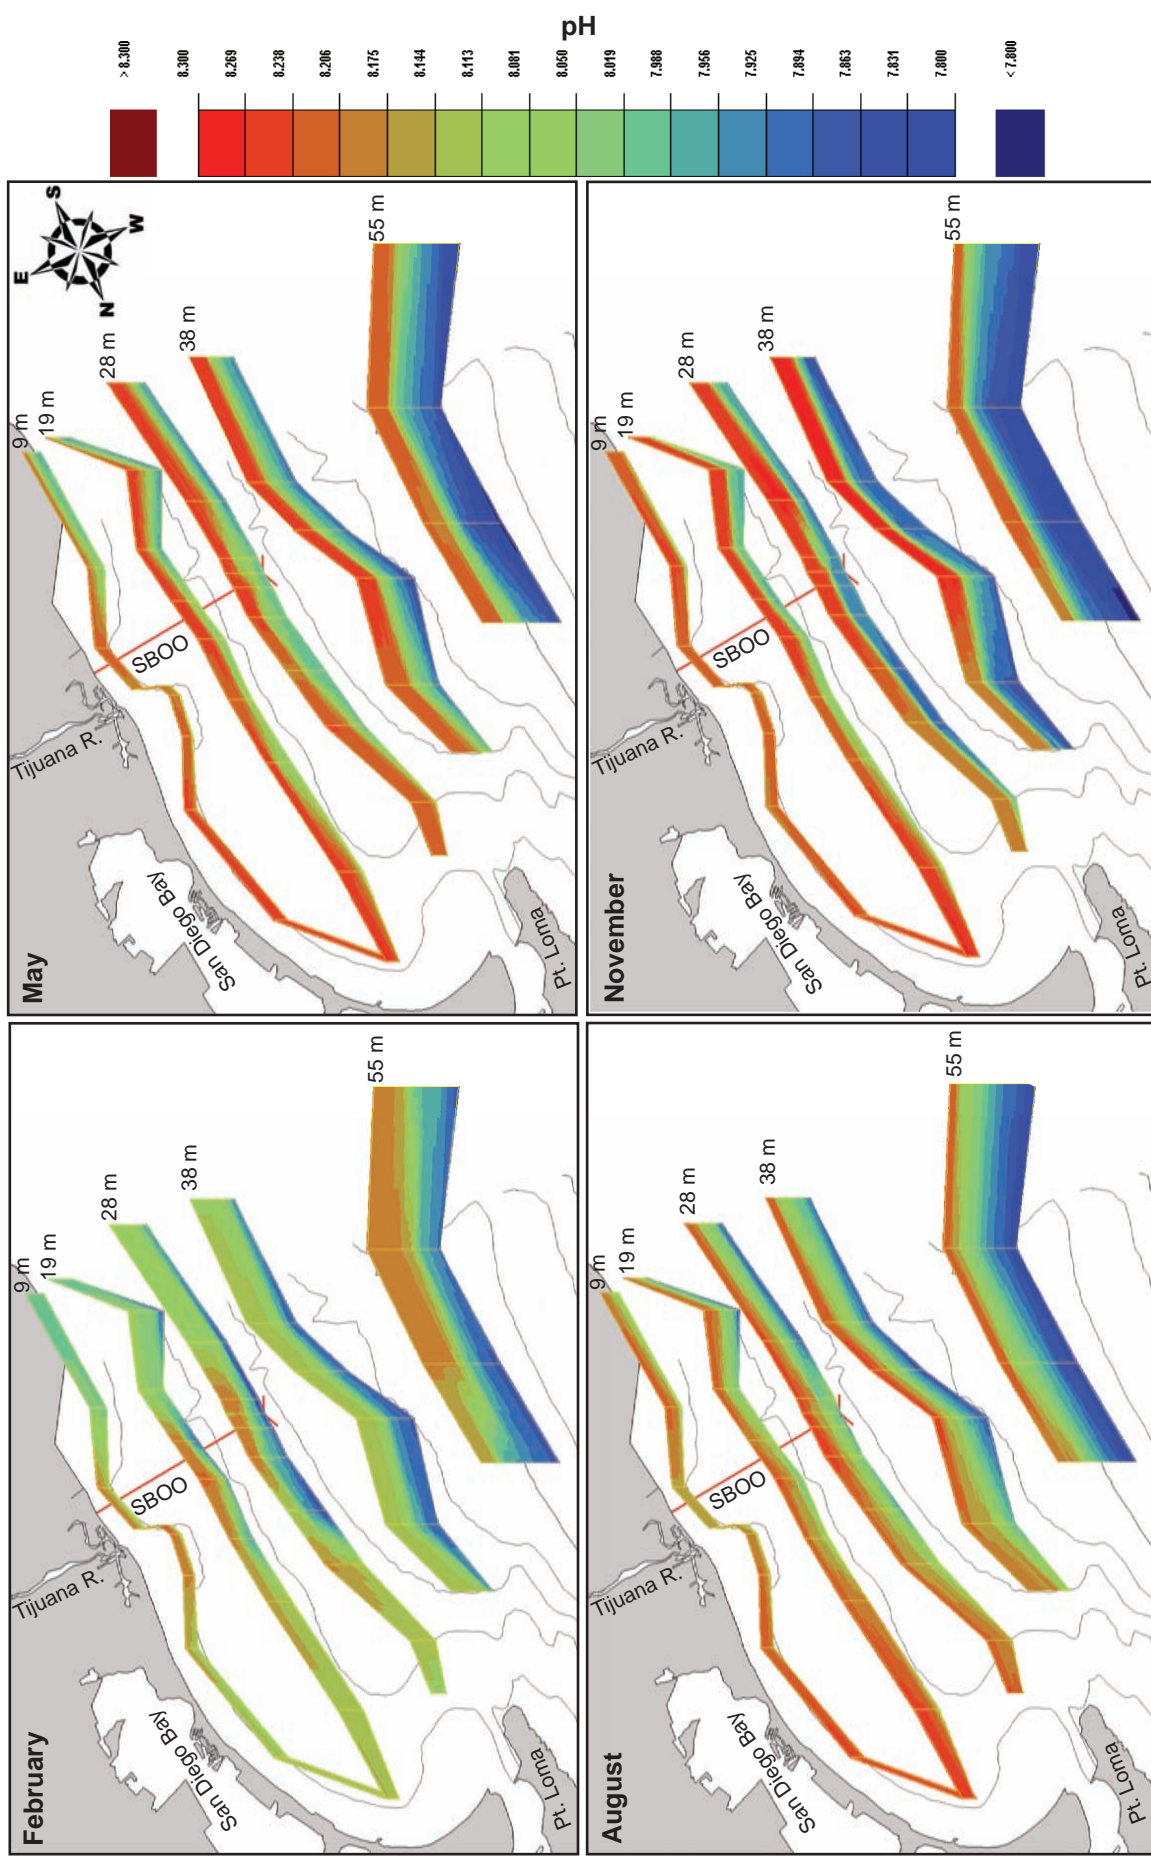 pH
> 8.300
8.300
8.269
8.238
8.206
8.175
8.144
8.113
8.081
8.050
8.019
7.988
7.956
7.925
7.894
7.863
7.831
7.800
< 7.800
May
E
S
W
N
9 m
19 m
28 m
38 m
55 m
SBOO
Tijuana R.
San Diego Bay
Pt. Loma
November
9 m
19 m
28 m
38 m
55 m
SBOO
Tijuana R.
San Diego Bay
Pt. Loma
February
9 m
19 m
28 m
38 m
55 m
SBOO
Tijuana R.
San Diego Bay
Pt. Loma
August
9 m
19 m
28 m
38 m
55 m
SBOO
Tijuana R.
San Diego Bay
Pt. Loma